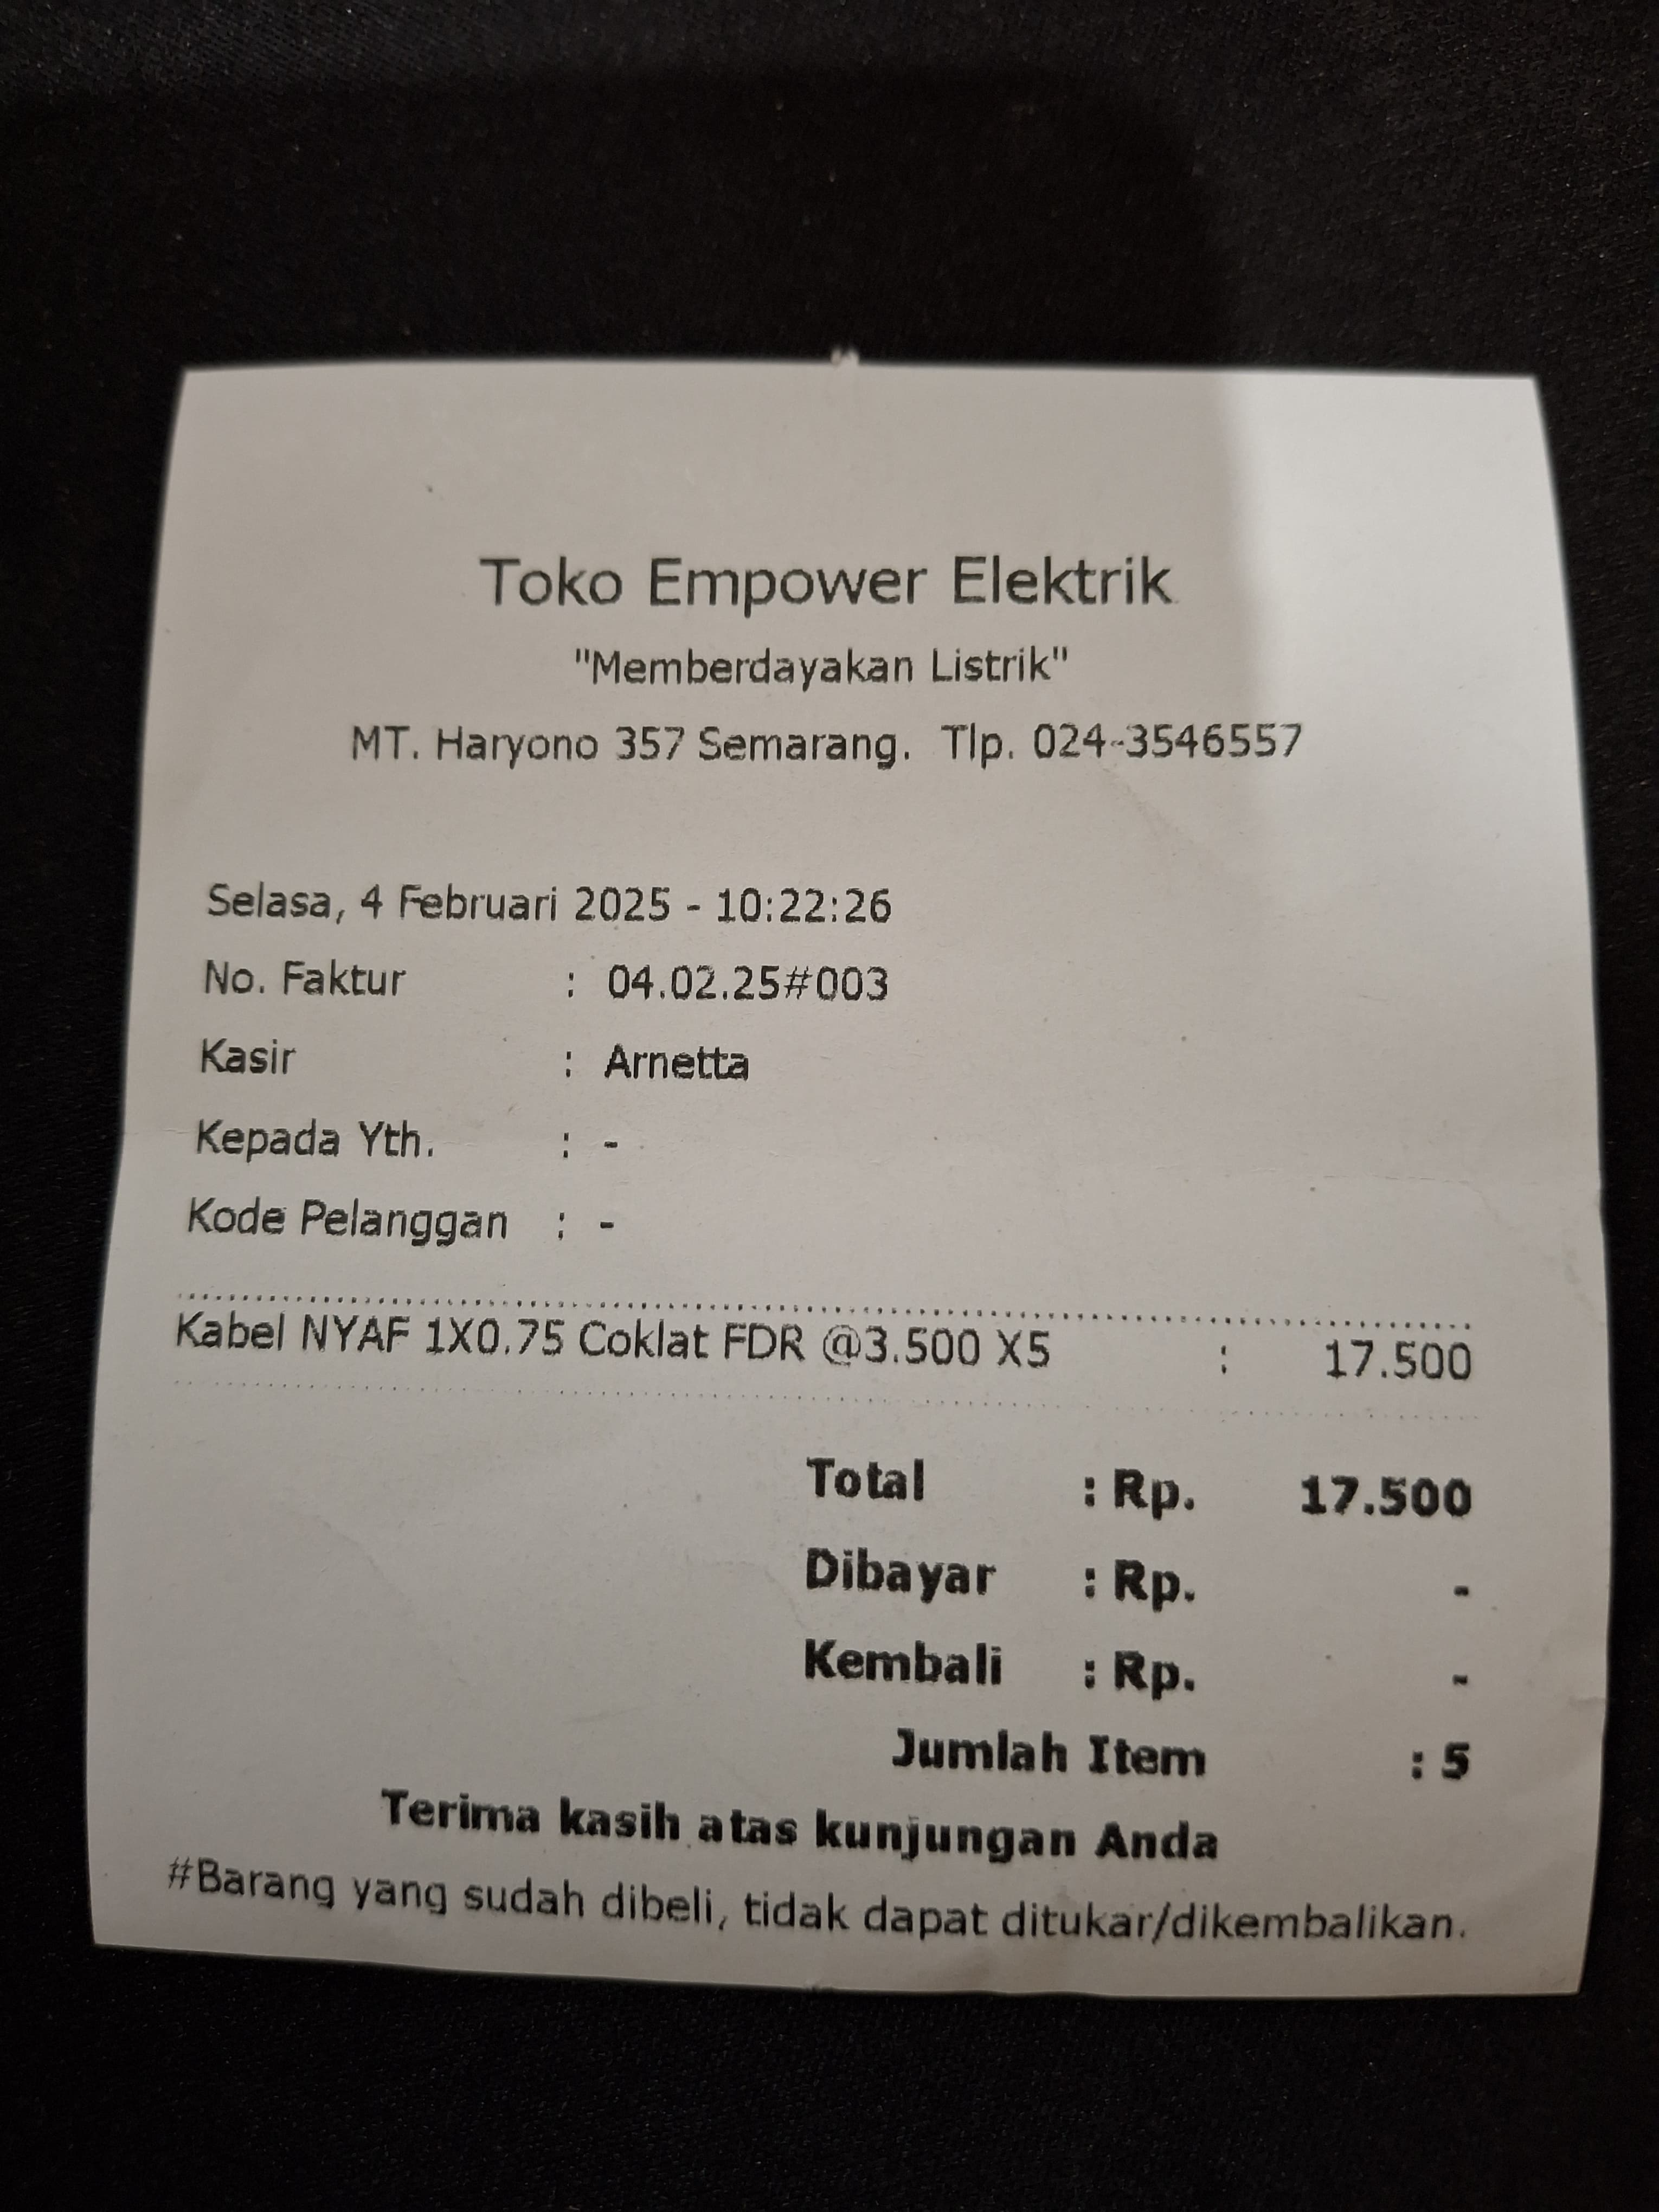 Toko Empower Elektrik
"Memberdayakan Listrik"
MT. Haryono 357 Semarang. Tlp. 024-3546557
Selasa, 4 Februari 2025 - 10:22:26
No. Faktur : 04.02.25#003
Kasir : Arnetta
Kepada Yth. : -
Kode Pelanggan : -
Kabel NYAF 1X0.75 Coklat FDR @3.500 X5 : 17.500
Total : Rp. 17.500
Dibayar : Rp. -
Kembali : Rp. -
Jumlah Item : 5
Terima kasih atas kunjungan Anda
#Barang yang sudah dibeli, tidak dapat ditukar/dikembalikan.